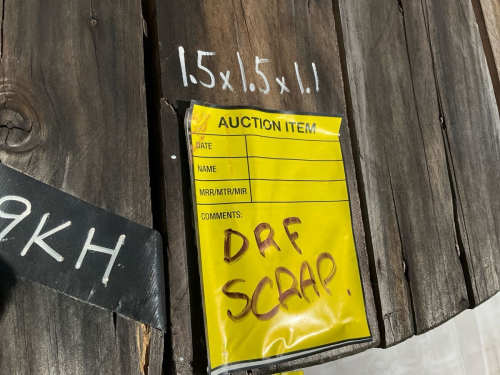 1.5x1.5x1.1
AUCTION ITEM
DATE
NAME
MRR/MTR/MIR
COMMENTS:
DRF
SCRAP.
9KH